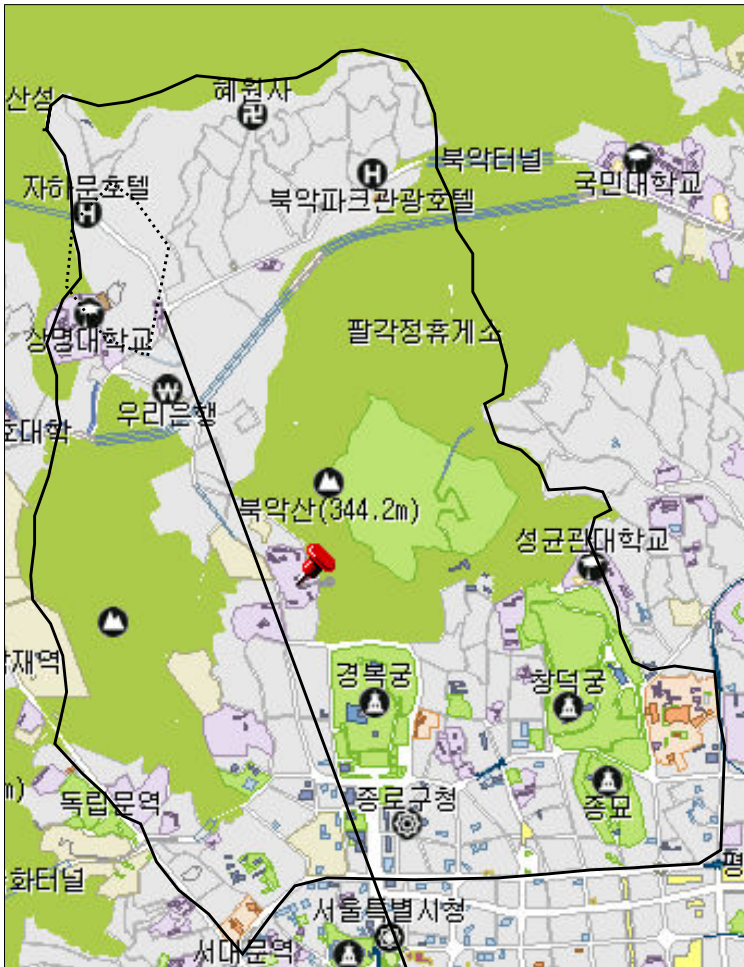 산성
혜원사
북악터널
국민대학교
자하문호텔
북악파크관광호텔
상명대학교
팔각정휴게소
우리은행
호대학
북악산(344.2m)
성균관대학교
재역
경복궁
창덕궁
m)
독립문역
종로구청
종묘
화터널
평
서울특별시청
서대문역